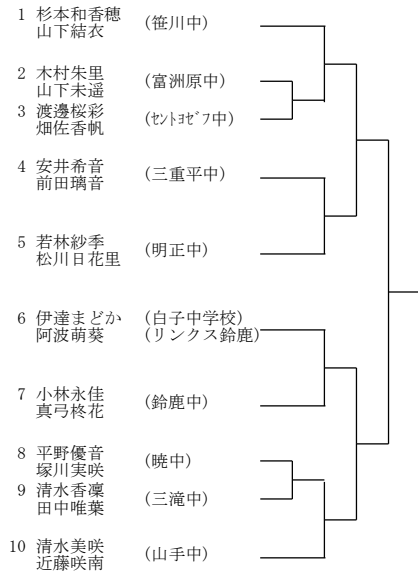 1 杉本和香穂 (笹川中)
山下結衣
2 木村朱里 (富洲原中)
山下未遥
3 渡邊桜彩 (ｾﾝﾄﾖｾﾞﾌ中)
畑佐香帆
4 安井希音 (三重平中)
前田璃音
5 若林紗季 (明正中)
松川日花里
6 伊達まどか (白子中学校)
阿波萌葵 (リンクス鈴鹿)
7 小林永佳 (鈴鹿中)
真弓柊花
8 平野優音 (暁中)
塚川実咲
9 清水香凜 (三滝中)
田中唯葉
10 清水美咲 (山手中)
近藤咲南